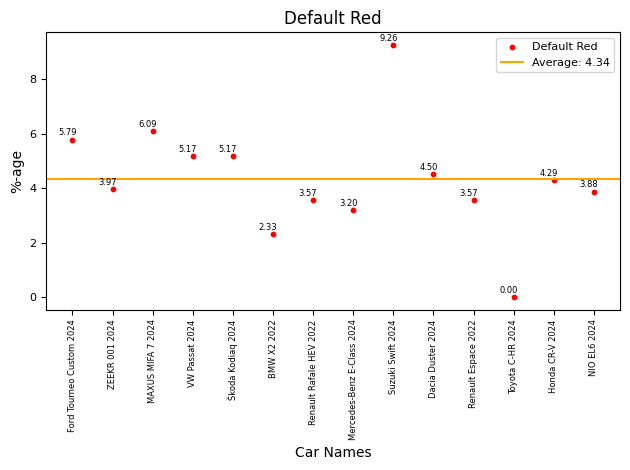 Default Red
Default Red
Average: 4.34
%-age
8
6
4
2
0
5.79
3.97
6.09
5.17
5.17
2.33
3.57
3.20
9.26
4.50
3.57
0.00
4.29
3.88
Ford Tourneo Custom 2024
ZEEKR 001 2024
MAXUS MIFA 7 2024
VW Passat 2024
Škoda Kodiaq 2024
BMW X2 2022
Renault Rafale HEV 2022
Mercedes-Benz E-Class 2024
Suzuki Swift 2024
Dacia Duster 2024
Renault Espace 2022
Toyota C-HR 2024
Honda CR-V 2024
NIO EL6 2024
Car Names